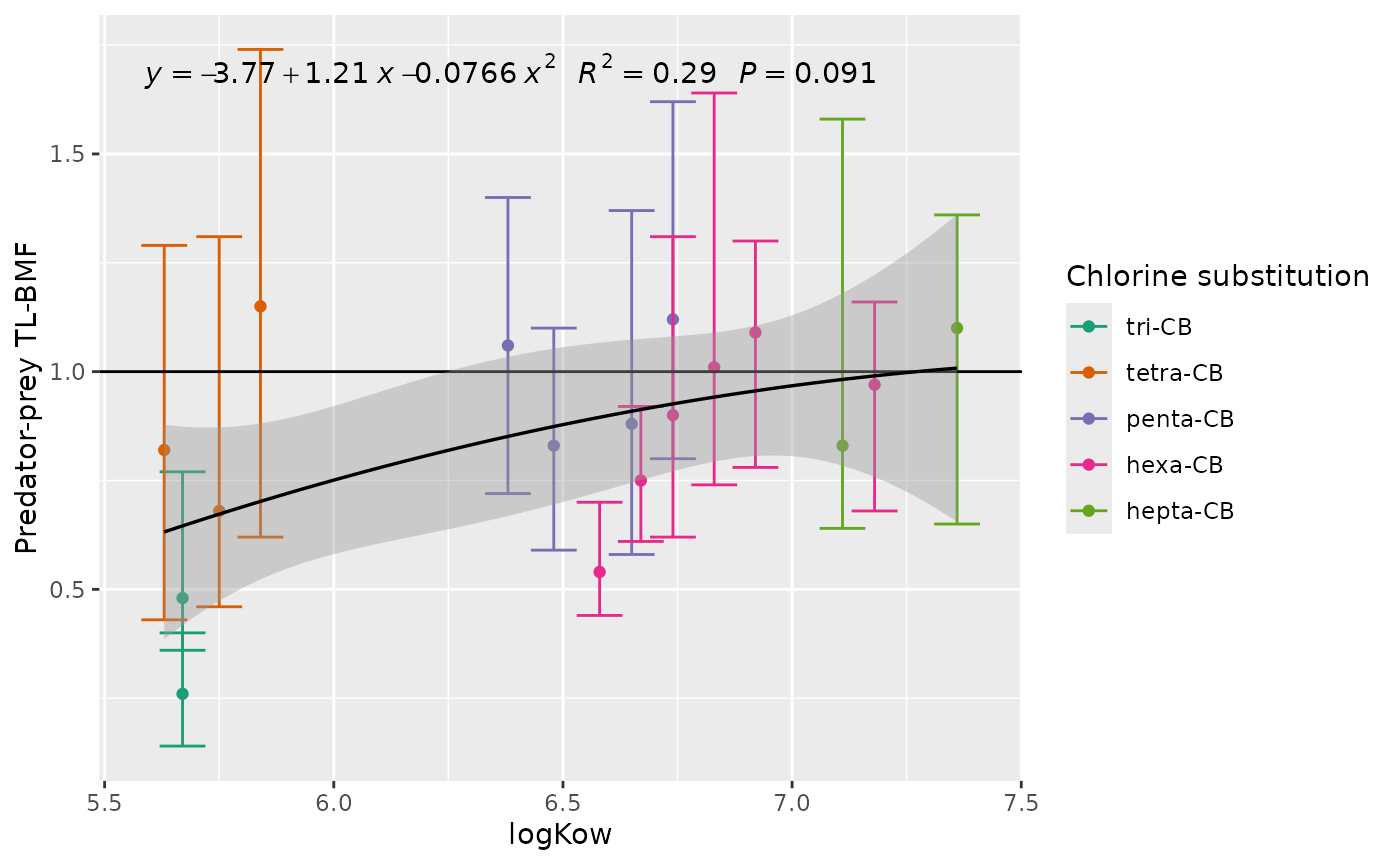 y = −3.77 + 1.21 x −0.0766 x² R² = 0.29 P = 0.091
1.5
1.0
0.5
Predator-prey TL-BMF
5.5 6.0 6.5 7.0 7.5
logKow
Chlorine substitution
tri-CB
tetra-CB
penta-CB
hexa-CB
hepta-CB